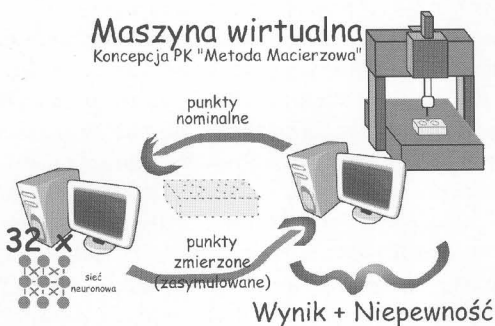 Maszyna wirtualna
Koncepcja PK "Metoda Macierzowa"
punkty
nominalne
32 x
sieć
neuronowa
punkty
zmierzone
(zasymulowane)
Wynik + Niepewność